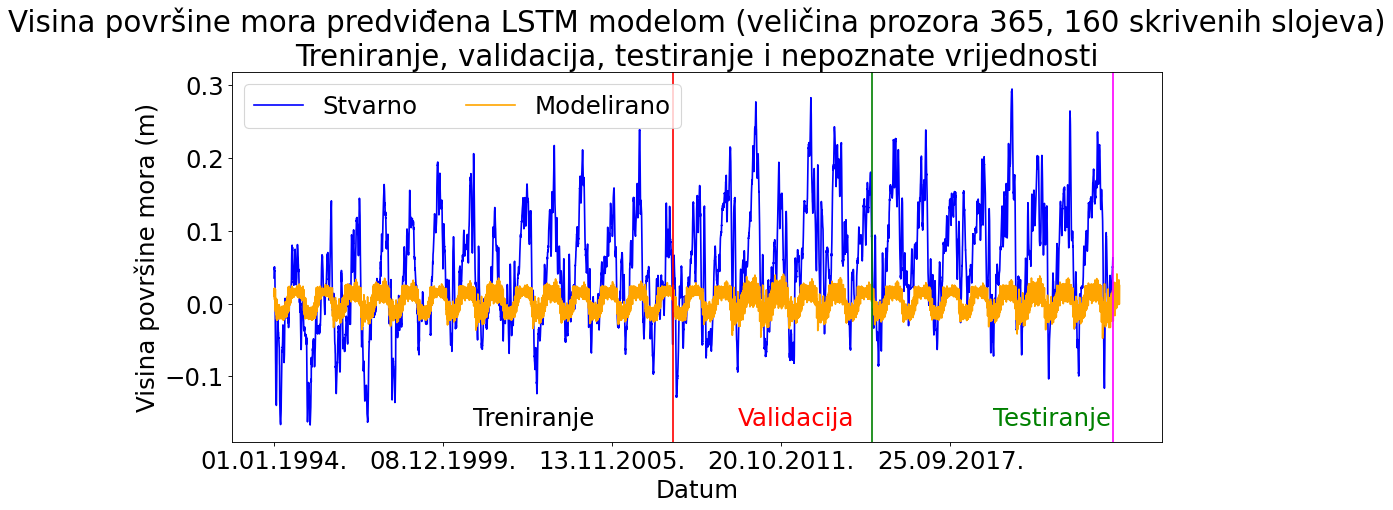 Visina površine mora predviđena LSTM modelom (veličina prozora 365, 160 skrivenih slojeva)
Treniranje, validacija, testiranje i nepoznate vrijednosti
Stvarno
Modelirano
Visina površine mora (m)
0.3
0.2
0.1
0.0
−0.1
Treniranje
Validacija
Testiranje
01.01.1994.
08.12.1999.
13.11.2005.
20.10.2011.
25.09.2017.
Datum